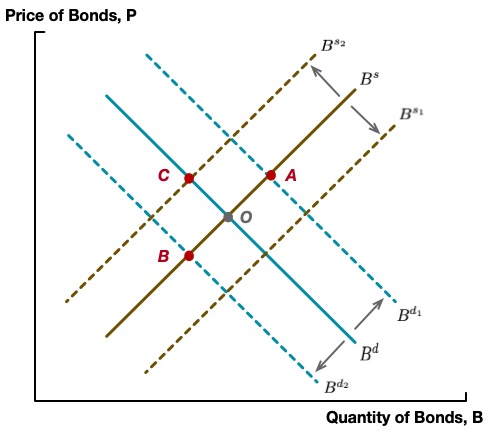 Price of Bonds, P
B^{s_2}
B^s
B^{s_1}
C
A
O
B
B^{d_1}
B^d
B^{d_2}
Quantity of Bonds, B